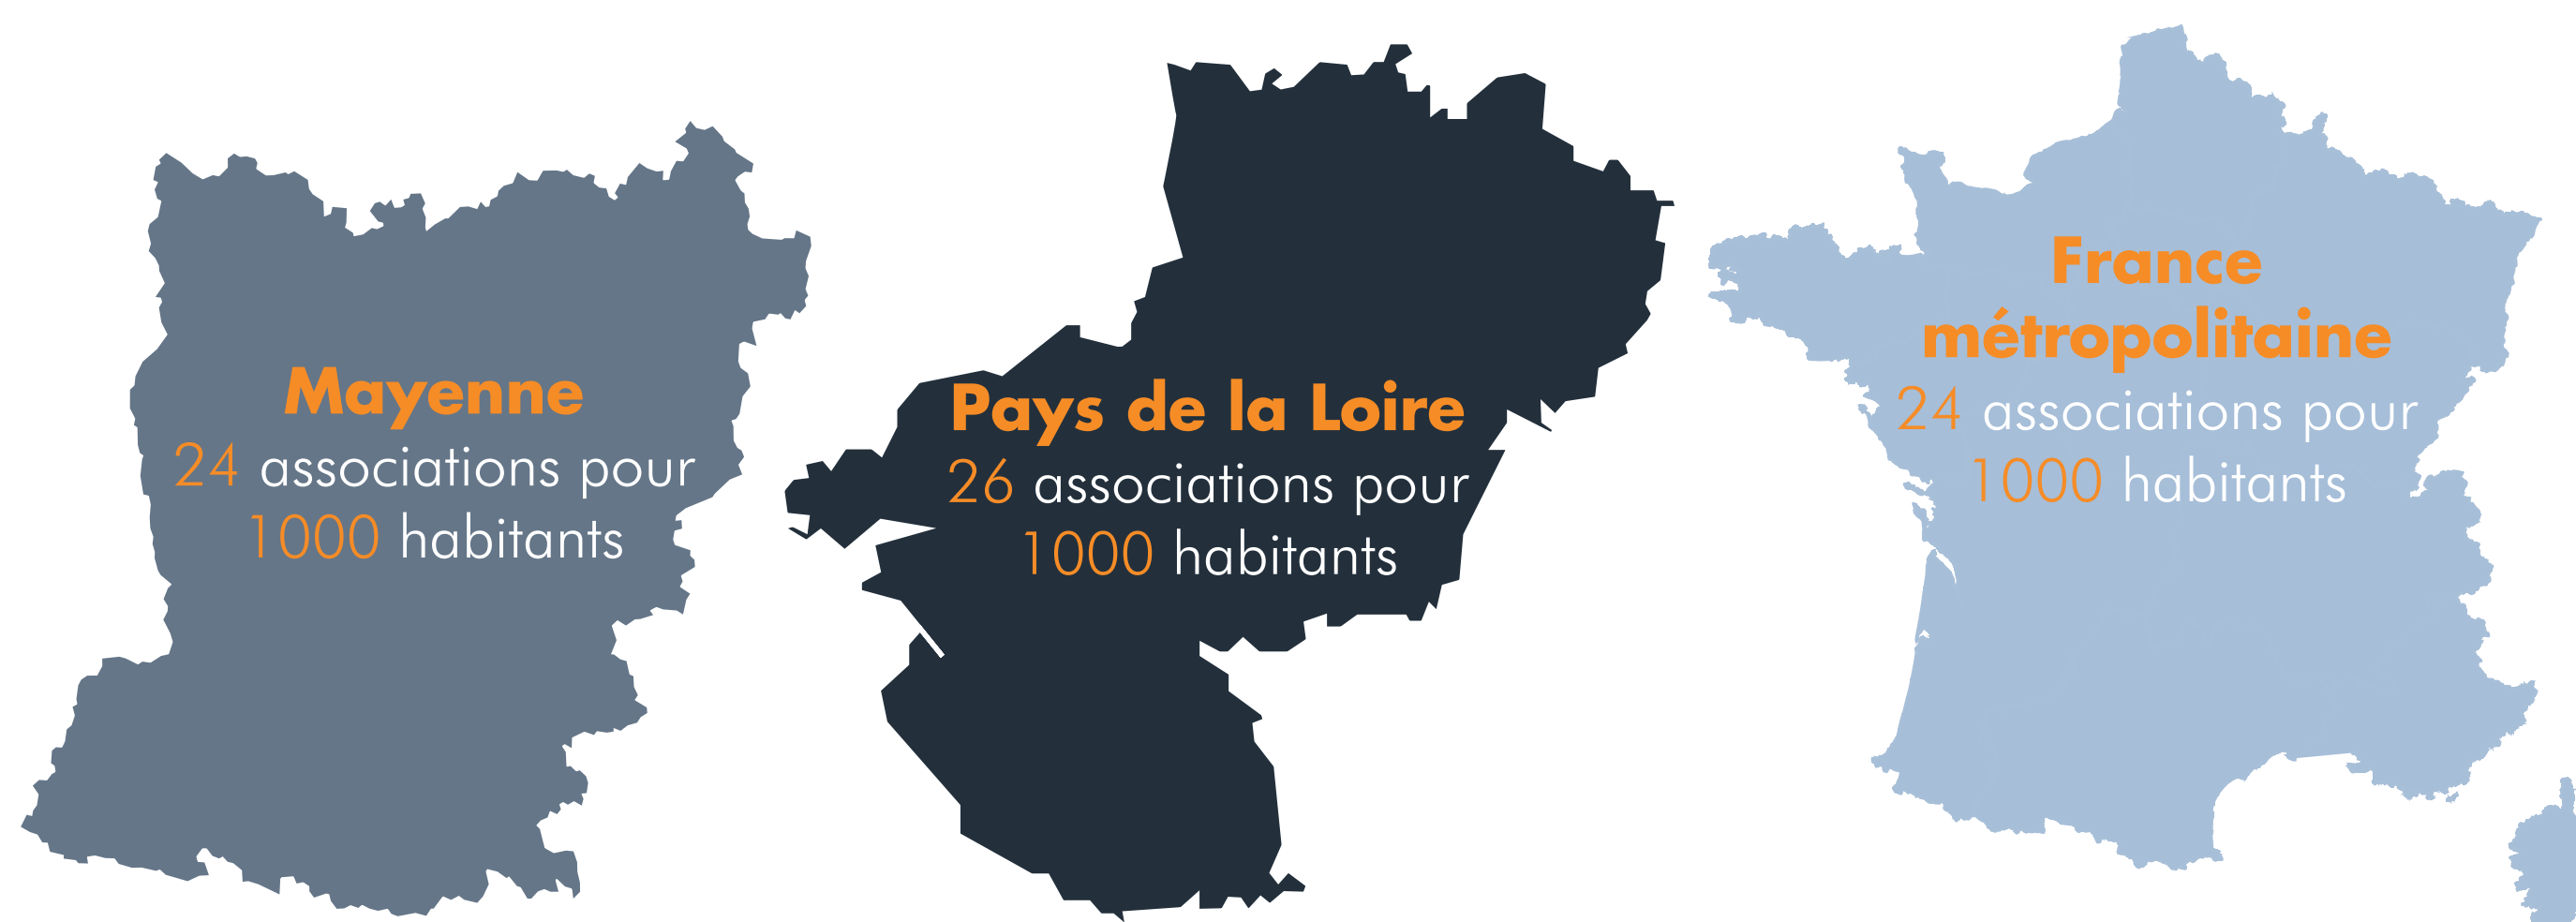 Mayenne
24 associations pour
1000 habitants
Pays de la Loire
26 associations pour
1000 habitants
France
métropolitaine
24 associations pour
1000 habitants